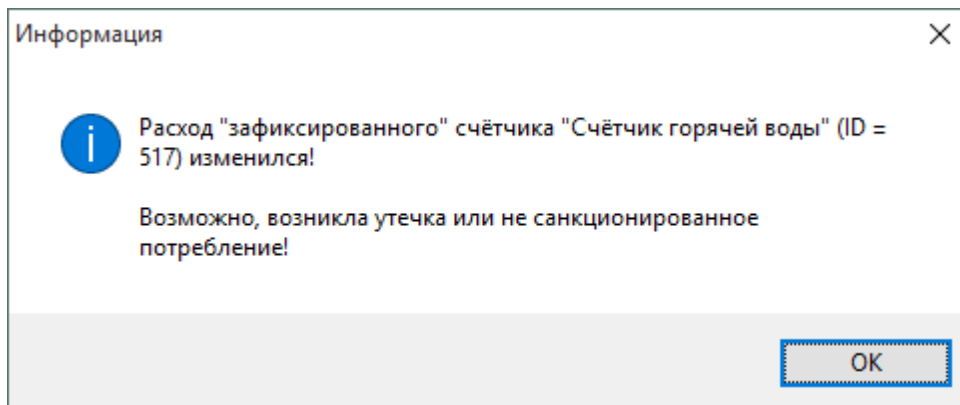 Информация
Расход "зафиксированного" счётчика "Счётчик горячей воды" (ID =
517) изменился!
Возможно, возникла утечка или не санкционированное
потребление!
OK